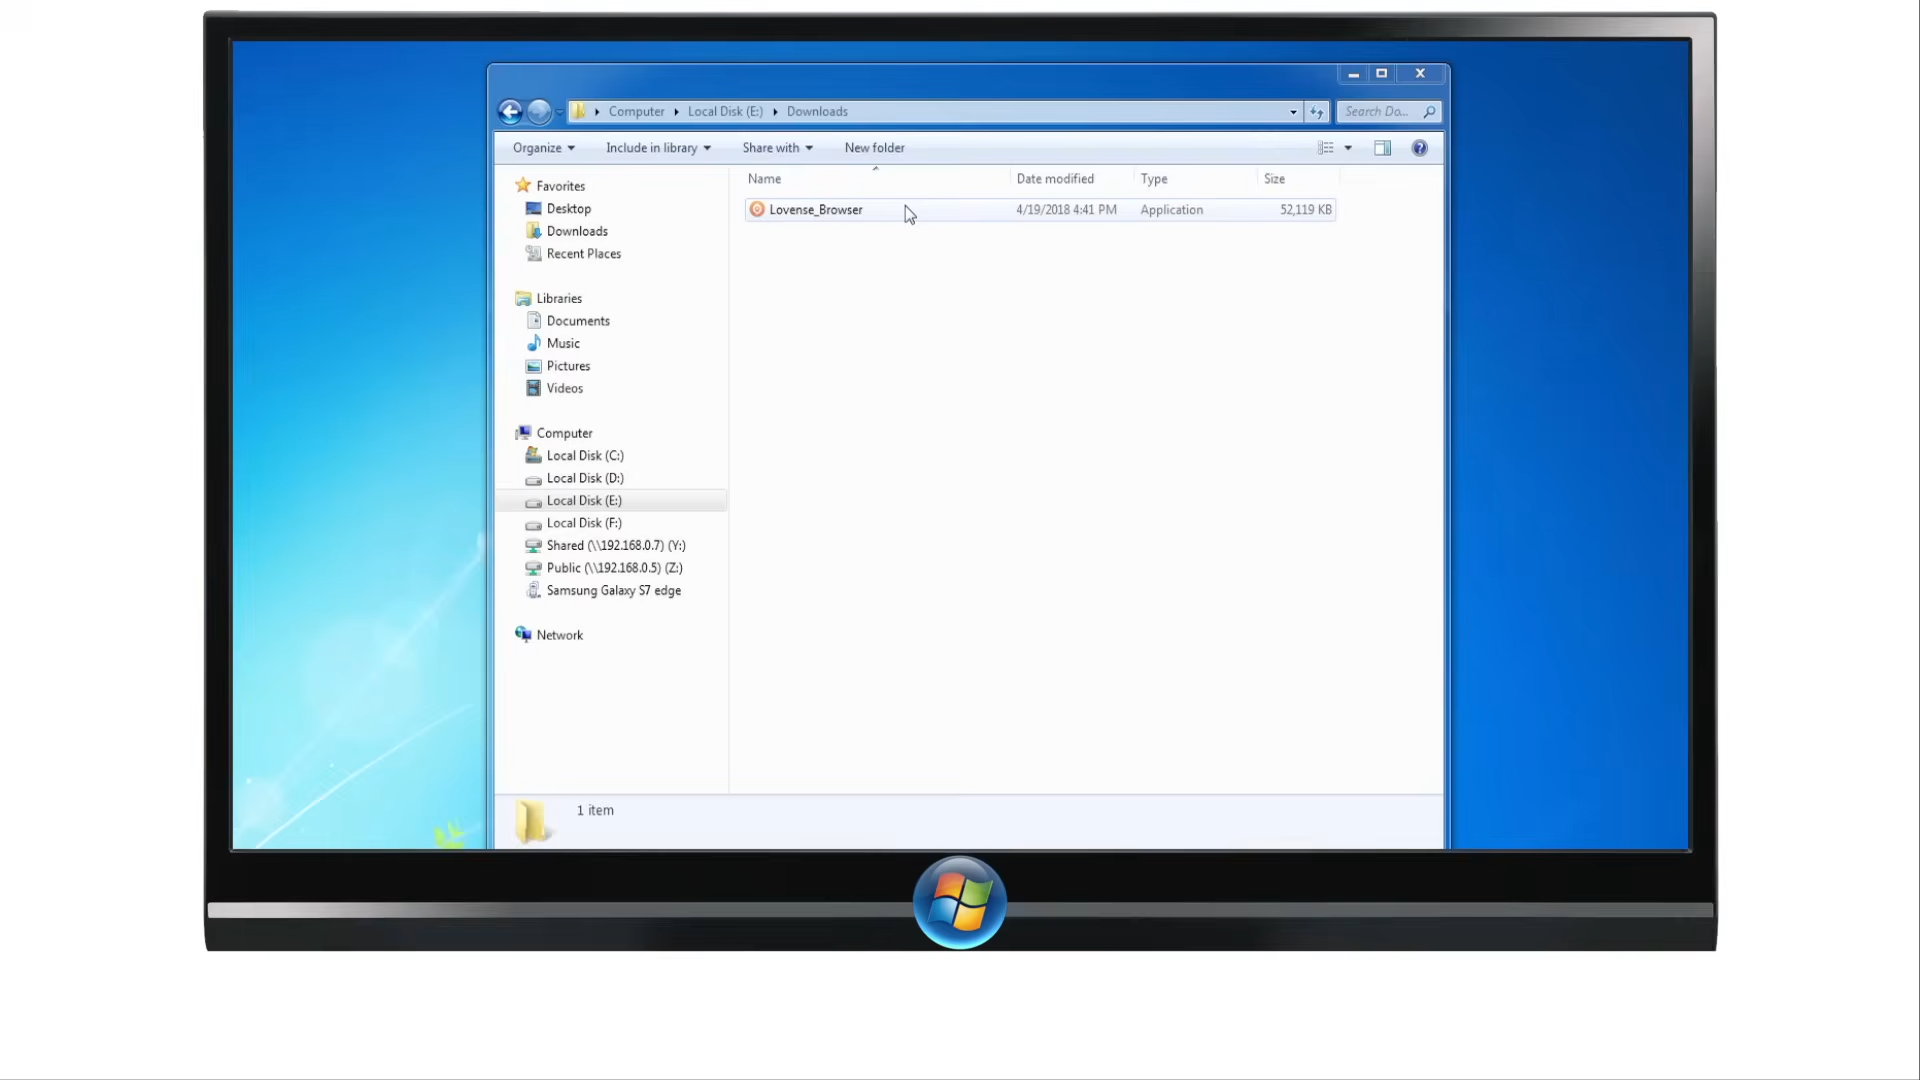 Computer Local Disk (E:) Downloads Search Do...
Organize Include in library Share with New folder
Name Date modified Type Size
Lovense_Browser 4/19/2018 4:41 PM Application 52,119 KB
Favorites
Desktop
Downloads
Recent Places
Libraries
Documents
Music
Pictures
Videos
Computer
Local Disk (C:)
Local Disk (D:)
Local Disk (E:)
Local Disk (F:)
Shared (\\192.168.0.7) (Y:)
Public (\\192.168.0.5) (Z:)
Samsung Galaxy S7 edge
Network
1 item